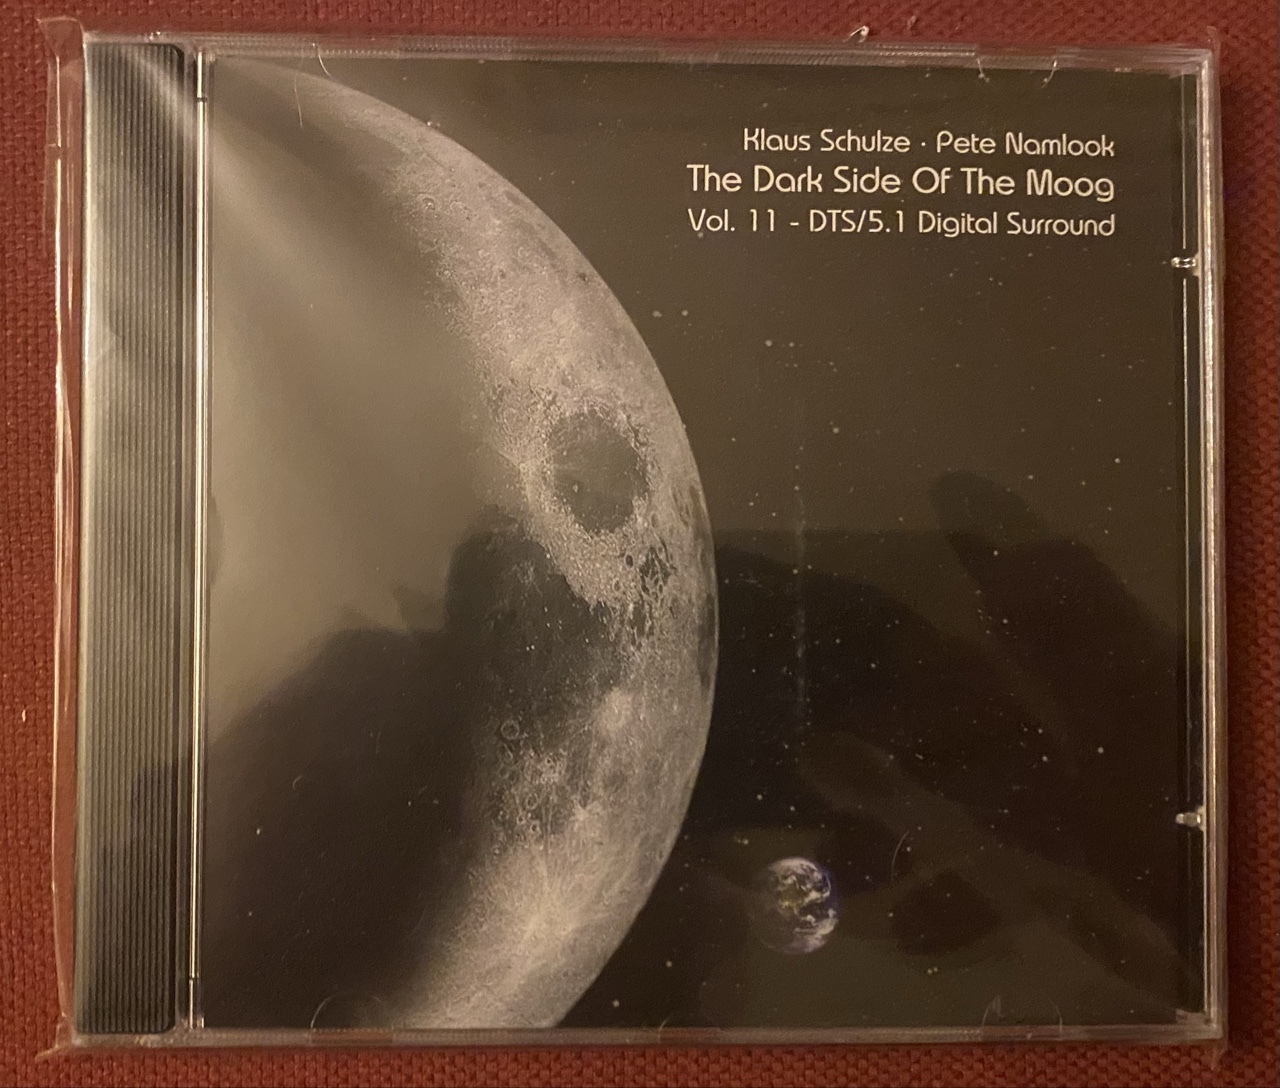 Klaus Schulze · Pete Namlook
The Dark Side Of The Moog
Vol. 11 - DTS/5.1 Digital Surround